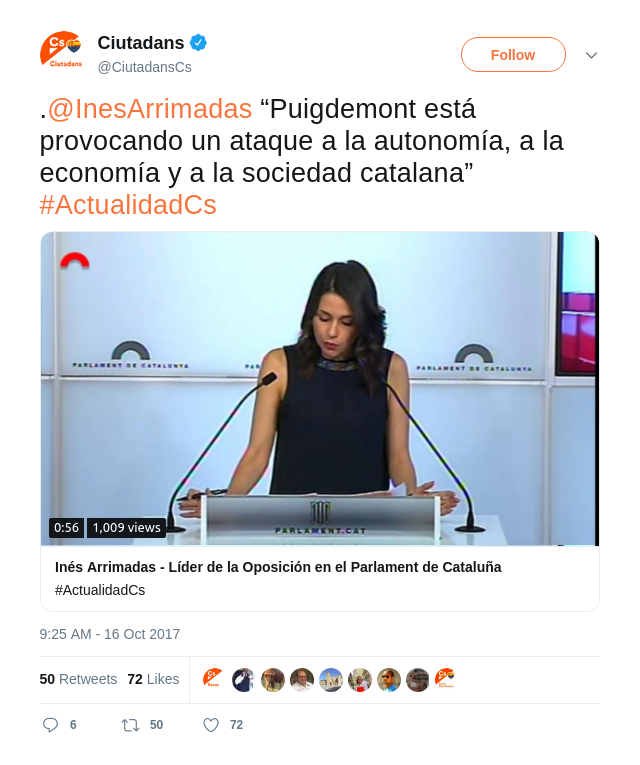 Cs
Ciutadans
Ciutadans
@CiutadansCs
Follow
.@InesArrimadas “Puigdemont está
provocando un ataque a la autonomía, a la
economía y a la sociedad catalana”
#ActualidadCs
PARLAMENT DE CATALUNYA
PAR
PARLAMENT DE CATALUNYA
PARLAMENT.CAT
0:56 1,009 views
Inés Arrimadas - Líder de la Oposición en el Parlament de Cataluña
#ActualidadCs
9:25 AM - 16 Oct 2017
50 Retweets 72 Likes
6 50 72